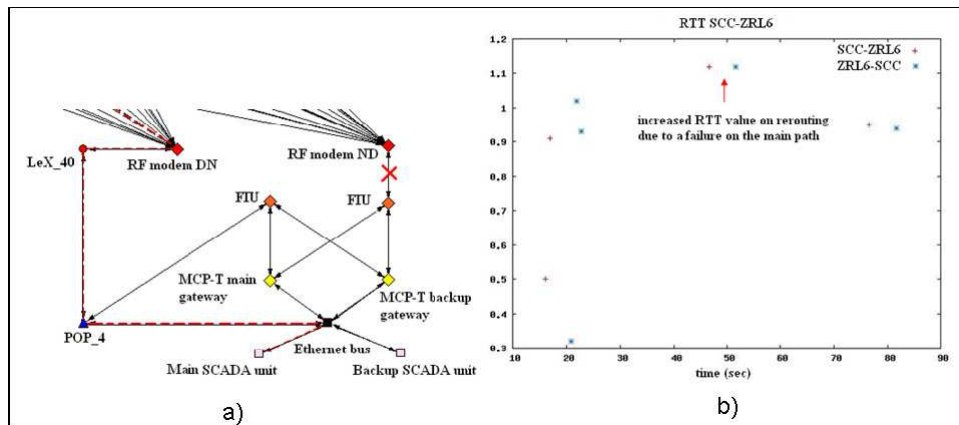 LeX_40
RF modem DN
RF modem ND
FIU
FIU
MCP-T main
gateway
MCP-T backup
gateway
POP_4
Ethernet bus
Main SCADA unit
Backup SCADA unit
a)
RTT SCC-ZRL6
SCC-ZRL6
ZRL6-SCC
increased RTT value on rerouting
due to a failure on the main path
1.2
1.1
1
0.9
0.8
0.7
0.6
0.5
0.4
0.3
10 20 30 40 50 60 70 80 90
time (sec)
b)